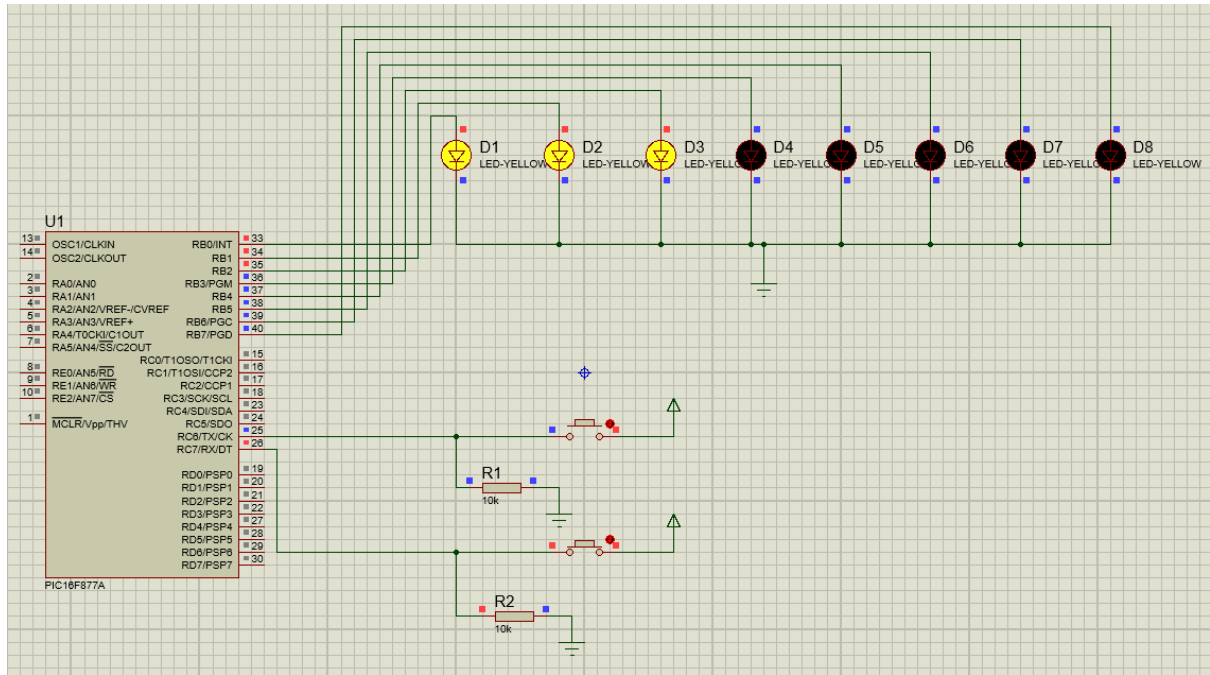 D1
LED-YELLOW
D2
LED-YELLOW
D3
LED-YELLOW
D4
LED-YELLOW
D5
LED-YELLOW
D6
LED-YELLOW
D7
LED-YELLOW
D8
LED-YELLOW
U1
13 OSC1/CLKIN RB0/INT 33
14 OSC2/CLKOUT RB1 34
RB2 35
2 RA0/AN0 RB3/PGM 36
3 RA1/AN1 RB4 37
4 RA2/AN2/VREF-/CVREF RB5 38
5 RA3/AN3/VREF+ RB6/PGC 39
6 RA4/T0CKI/C1OUT RB7/PGD 40
7 RA5/AN4/SS/C2OUT
RC0/T1OSO/T1CKI 15
8 RE0/AN5/RD RC1/T1OSI/CCP2 16
9 RE1/AN6/WR RC2/CCP1 17
10 RE2/AN7/CS RC3/SCK/SCL 18
RC4/SDI/SDA 23
1 MCLR/Vpp/THV RC5/SDO 24
RC6/TX/CK 25
RC7/RX/DT 26
RD0/PSP0 19
RD1/PSP1 20
RD2/PSP2 21
RD3/PSP3 22
RD4/PSP4 27
RD5/PSP5 28
RD6/PSP6 29
RD7/PSP7 30
PIC16F877A
R1
10k
R2
10k